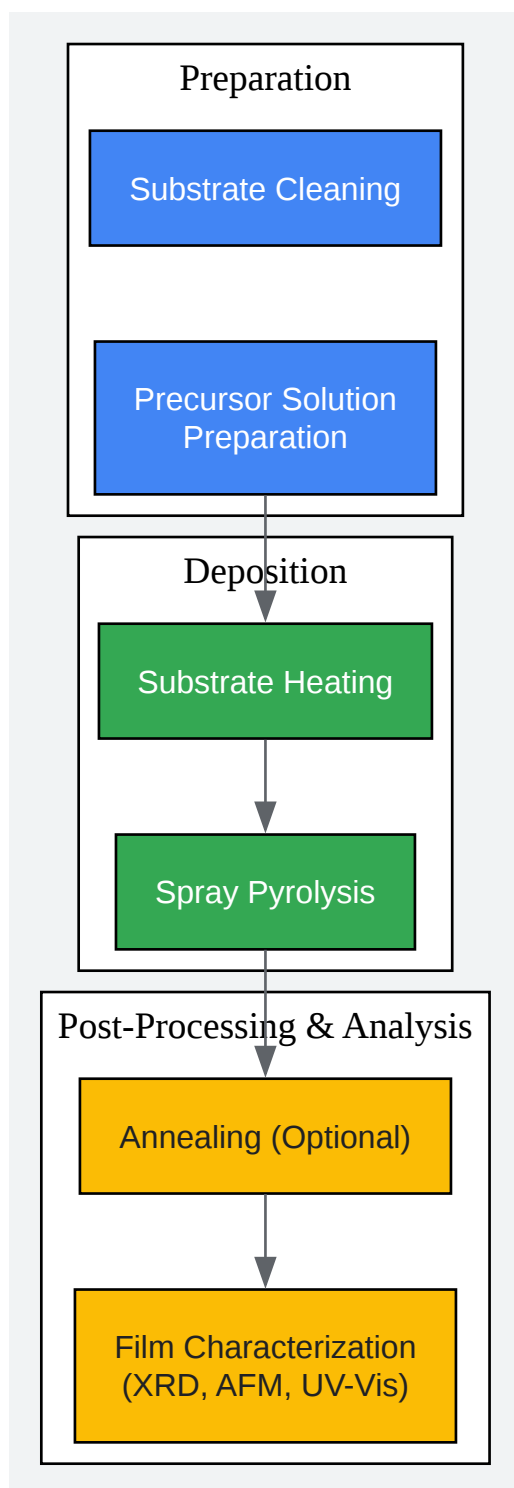 Preparation
Substrate Cleaning
Precursor Solution
Preparation
Deposition
Substrate Heating
Spray Pyrolysis
Post-Processing & Analysis
Annealing (Optional)
Film Characterization
(XRD, AFM, UV-Vis)